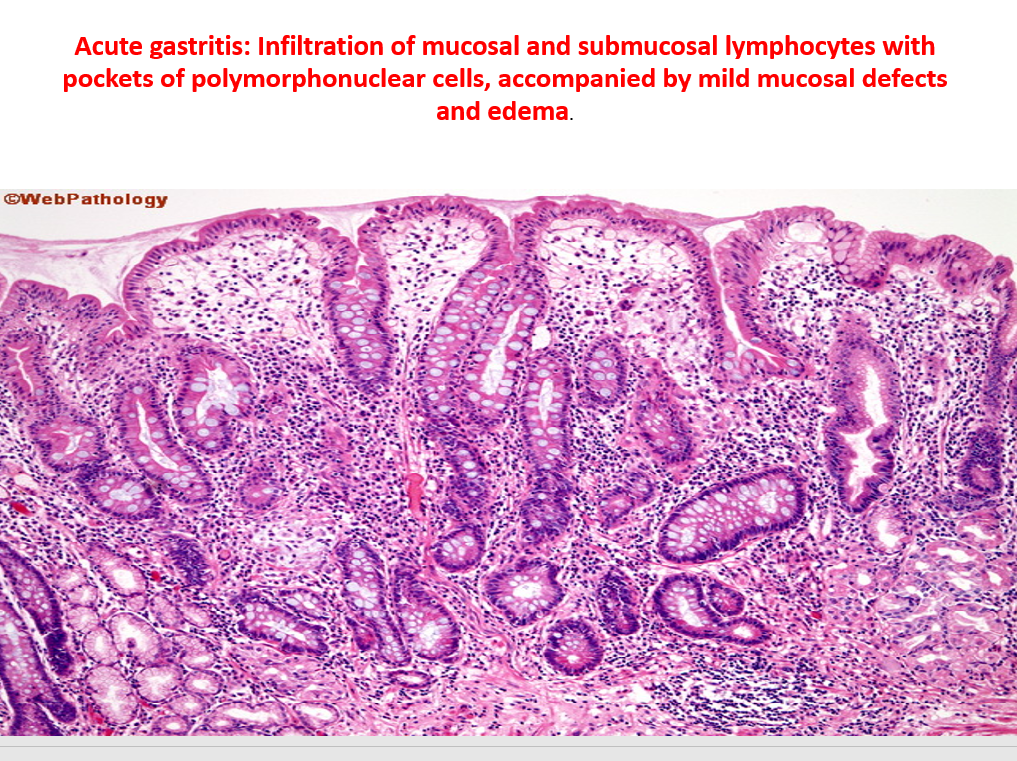 Acute gastritis: Infiltration of mucosal and submucosal lymphocytes with
pockets of polymorphonuclear cells, accompanied by mild mucosal defects
and edema.
©WebPathology